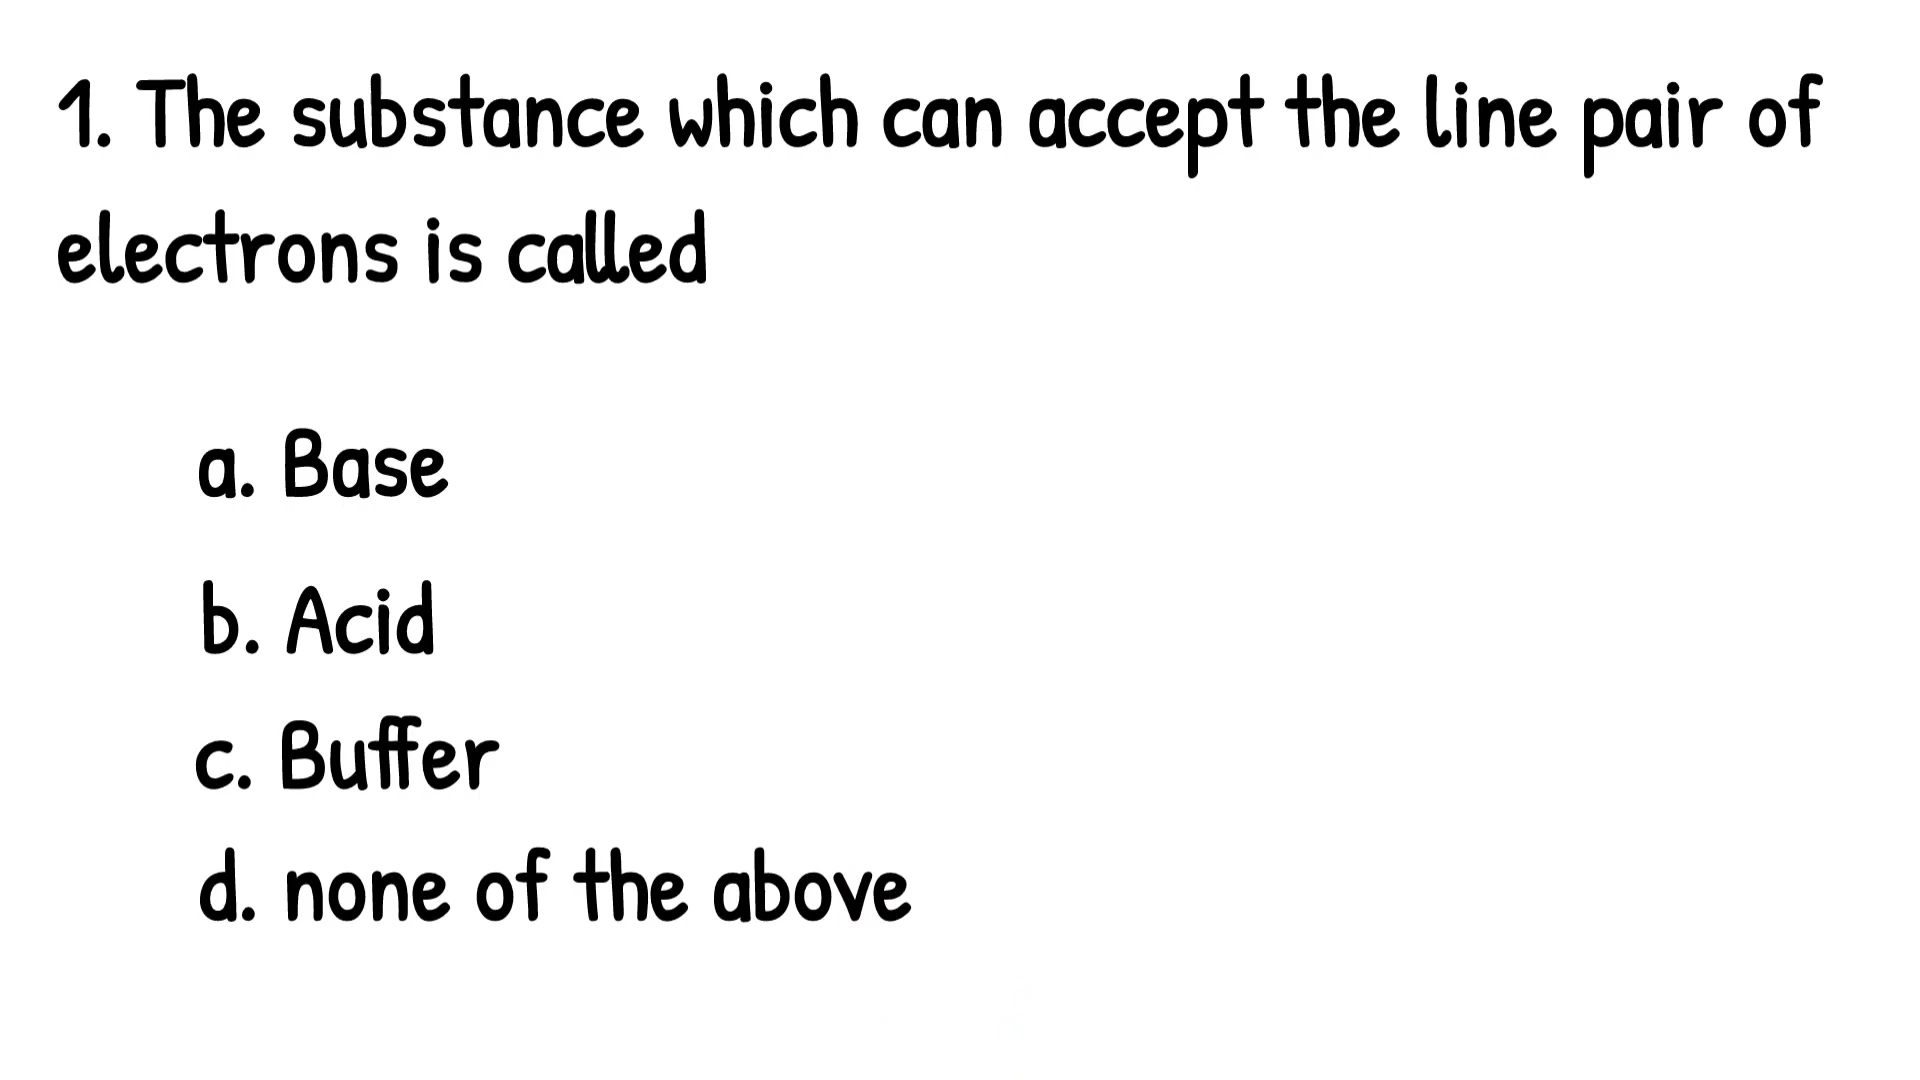 1. The substance which can accept the line pair of
electrons is called
a. Base
b. Acid
c. Buffer
d. none of the above